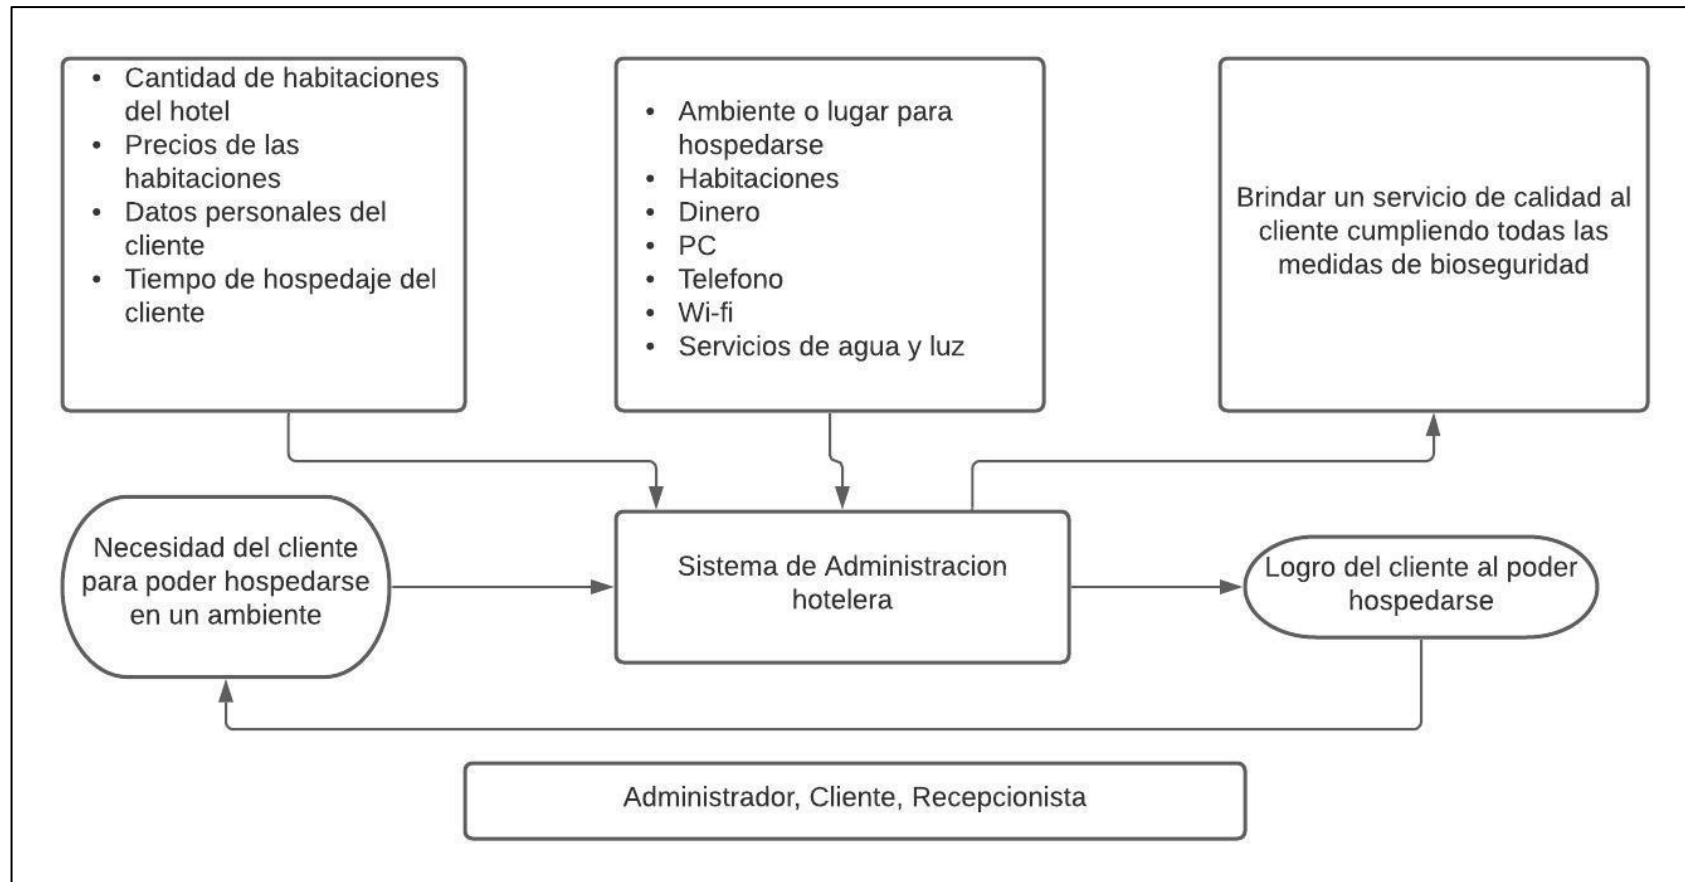 • Cantidad de habitaciones
del hotel
• Precios de las
habitaciones
• Datos personales del
cliente
• Tiempo de hospedaje del
cliente
• Ambiente o lugar para
hospedarse
• Habitaciones
• Dinero
• PC
• Telefono
• Wi-fi
• Servicios de agua y luz
Brindar un servicio de calidad al
cliente cumpliendo todas las
medidas de bioseguridad
Necesidad del cliente
para poder hospedarse
en un ambiente
Sistema de Administracion
hotelera
Logro del cliente al poder
hospedarse
Administrador, Cliente, Recepcionista